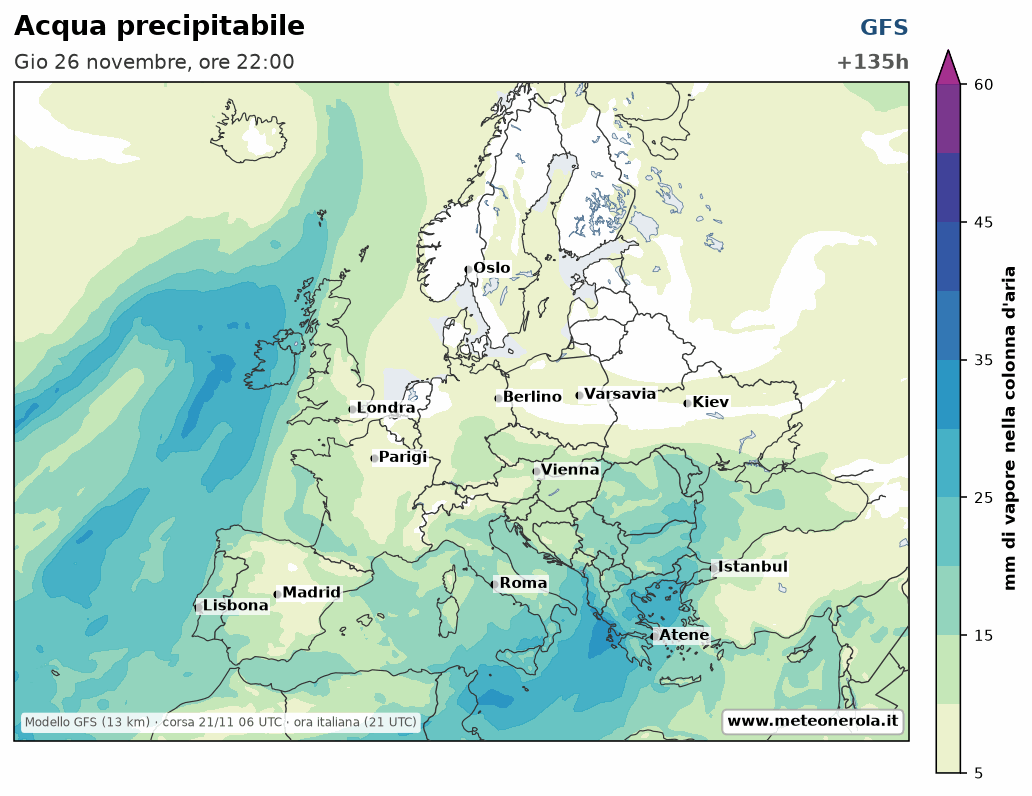 Acqua precipitabile
GFS
Gio 26 novembre, ore 22:00
+135h
60
45
35
25
15
5
mm di vapore nella colonna d'aria
Oslo
Berlino
Varsavia
Kiev
Londra
Parigi
Vienna
Istanbul
Roma
Madrid
Lisbona
Atene
Modello GFS (13 km) · corsa 21/11 06 UTC · ora italiana (21 UTC)
www.meteonerola.it